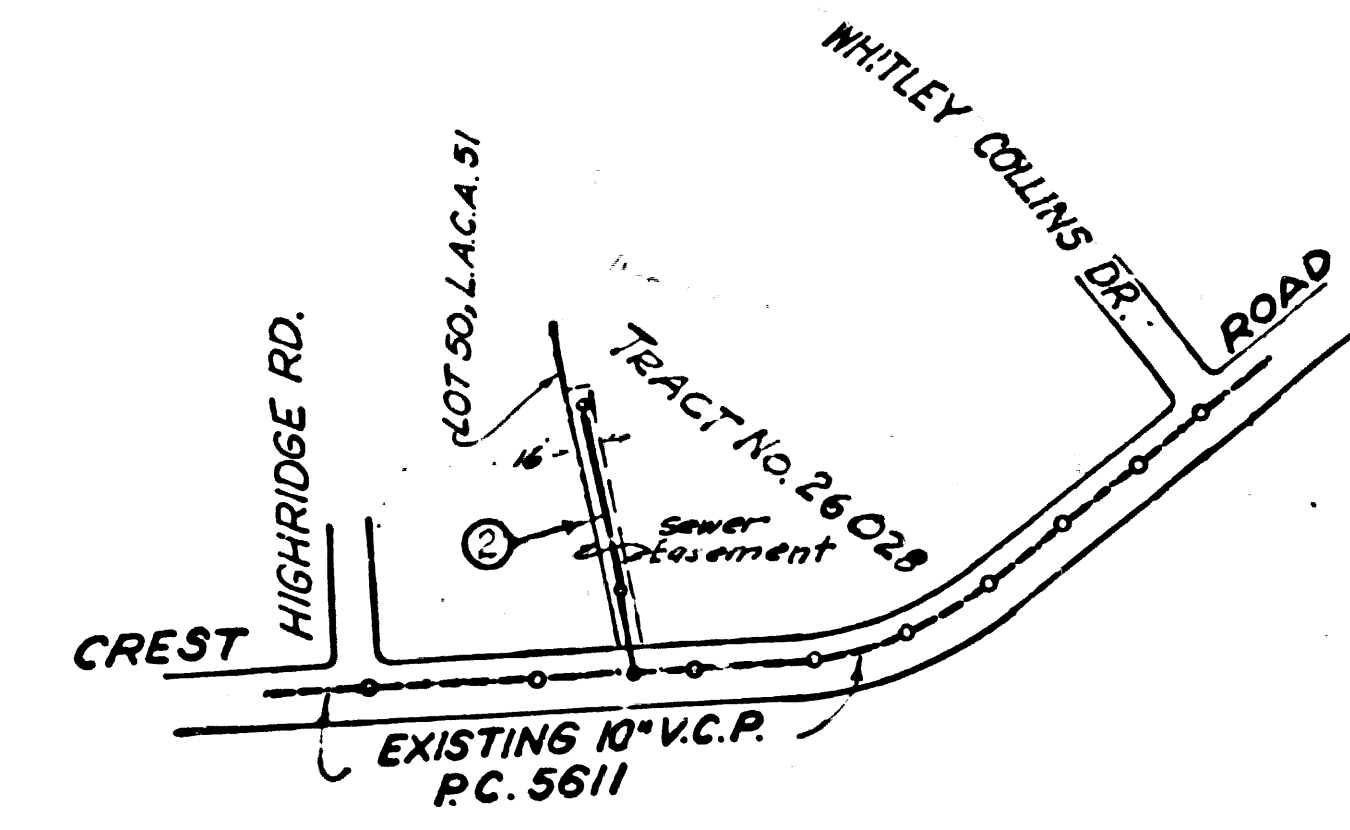 WHITLEY COLLINS DR.
LOT 50, L.A.C.A. 51
HIGHRIDGE RD.
TRACT No. 26028
16'
2
Sewer
Easement
CREST ROAD
EXISTING 10" V.C.P.
P.C. 5611